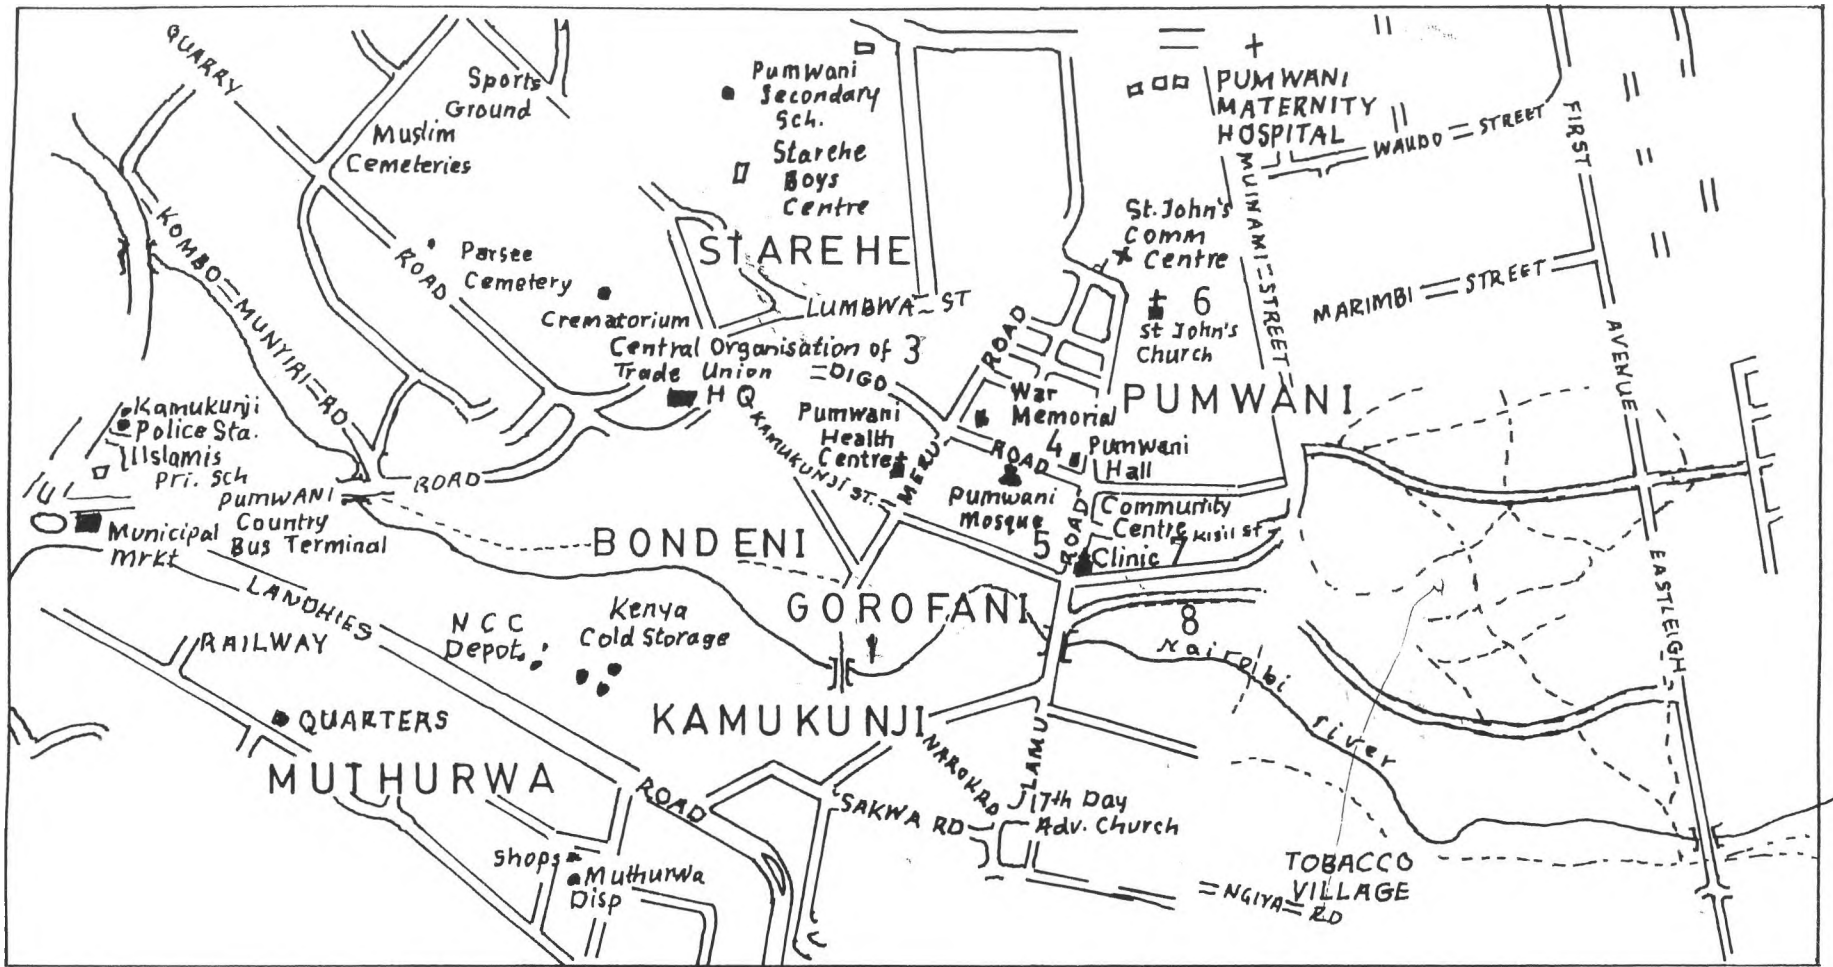 QUARRY
Sports
Ground
Muslim
Cemeteries
Pumwani
Secondary
Sch.
Starehe
Boys
Centre
PUMWANI
MATERNITY
HOSPITAL
WAUDO STREET
FIRST
MUINAMI STREET
St. John's
Comm
Centre
KOMBO MUNYIRI RD
ROAD
Parsee
Cemetery
STAREHE
Crematorium
LUMBWA ST
6
St John's
Church
MARIMBI STREET
AVENUE
Central Organisation of 3
Trade Union
HQ
DIGO
ROAD
War
Memorial
PUMWANI
Kamukunji
Police Sta.
Islamis
Pri. Sch
KAMUKUNJI ST.
Pumwani
Health
Centre
MERU
ROAD
4
Pumwani
Hall
PUMWANI
ROAD
Country
Bus Terminal
Municipal
Mrkt
Pumwani
Mosque
5
ROAD
Community
Centre
Kisii St
Clinic 7
BONDENI
GOROFANI
EASTLEIGH
LANDHIES
RAILWAY
NCC
Depot.
Kenya
Cold Storage
8
Nairobi
river
QUARTERS
KAMUKUNJI
MUTHURWA
ROAD
NAROK RD
LAMU
SAKWA RD
7th Day
Adv. Church
Shops
Muthurwa
Disp
TOBACCO
VILLAGE
NGIYA RD